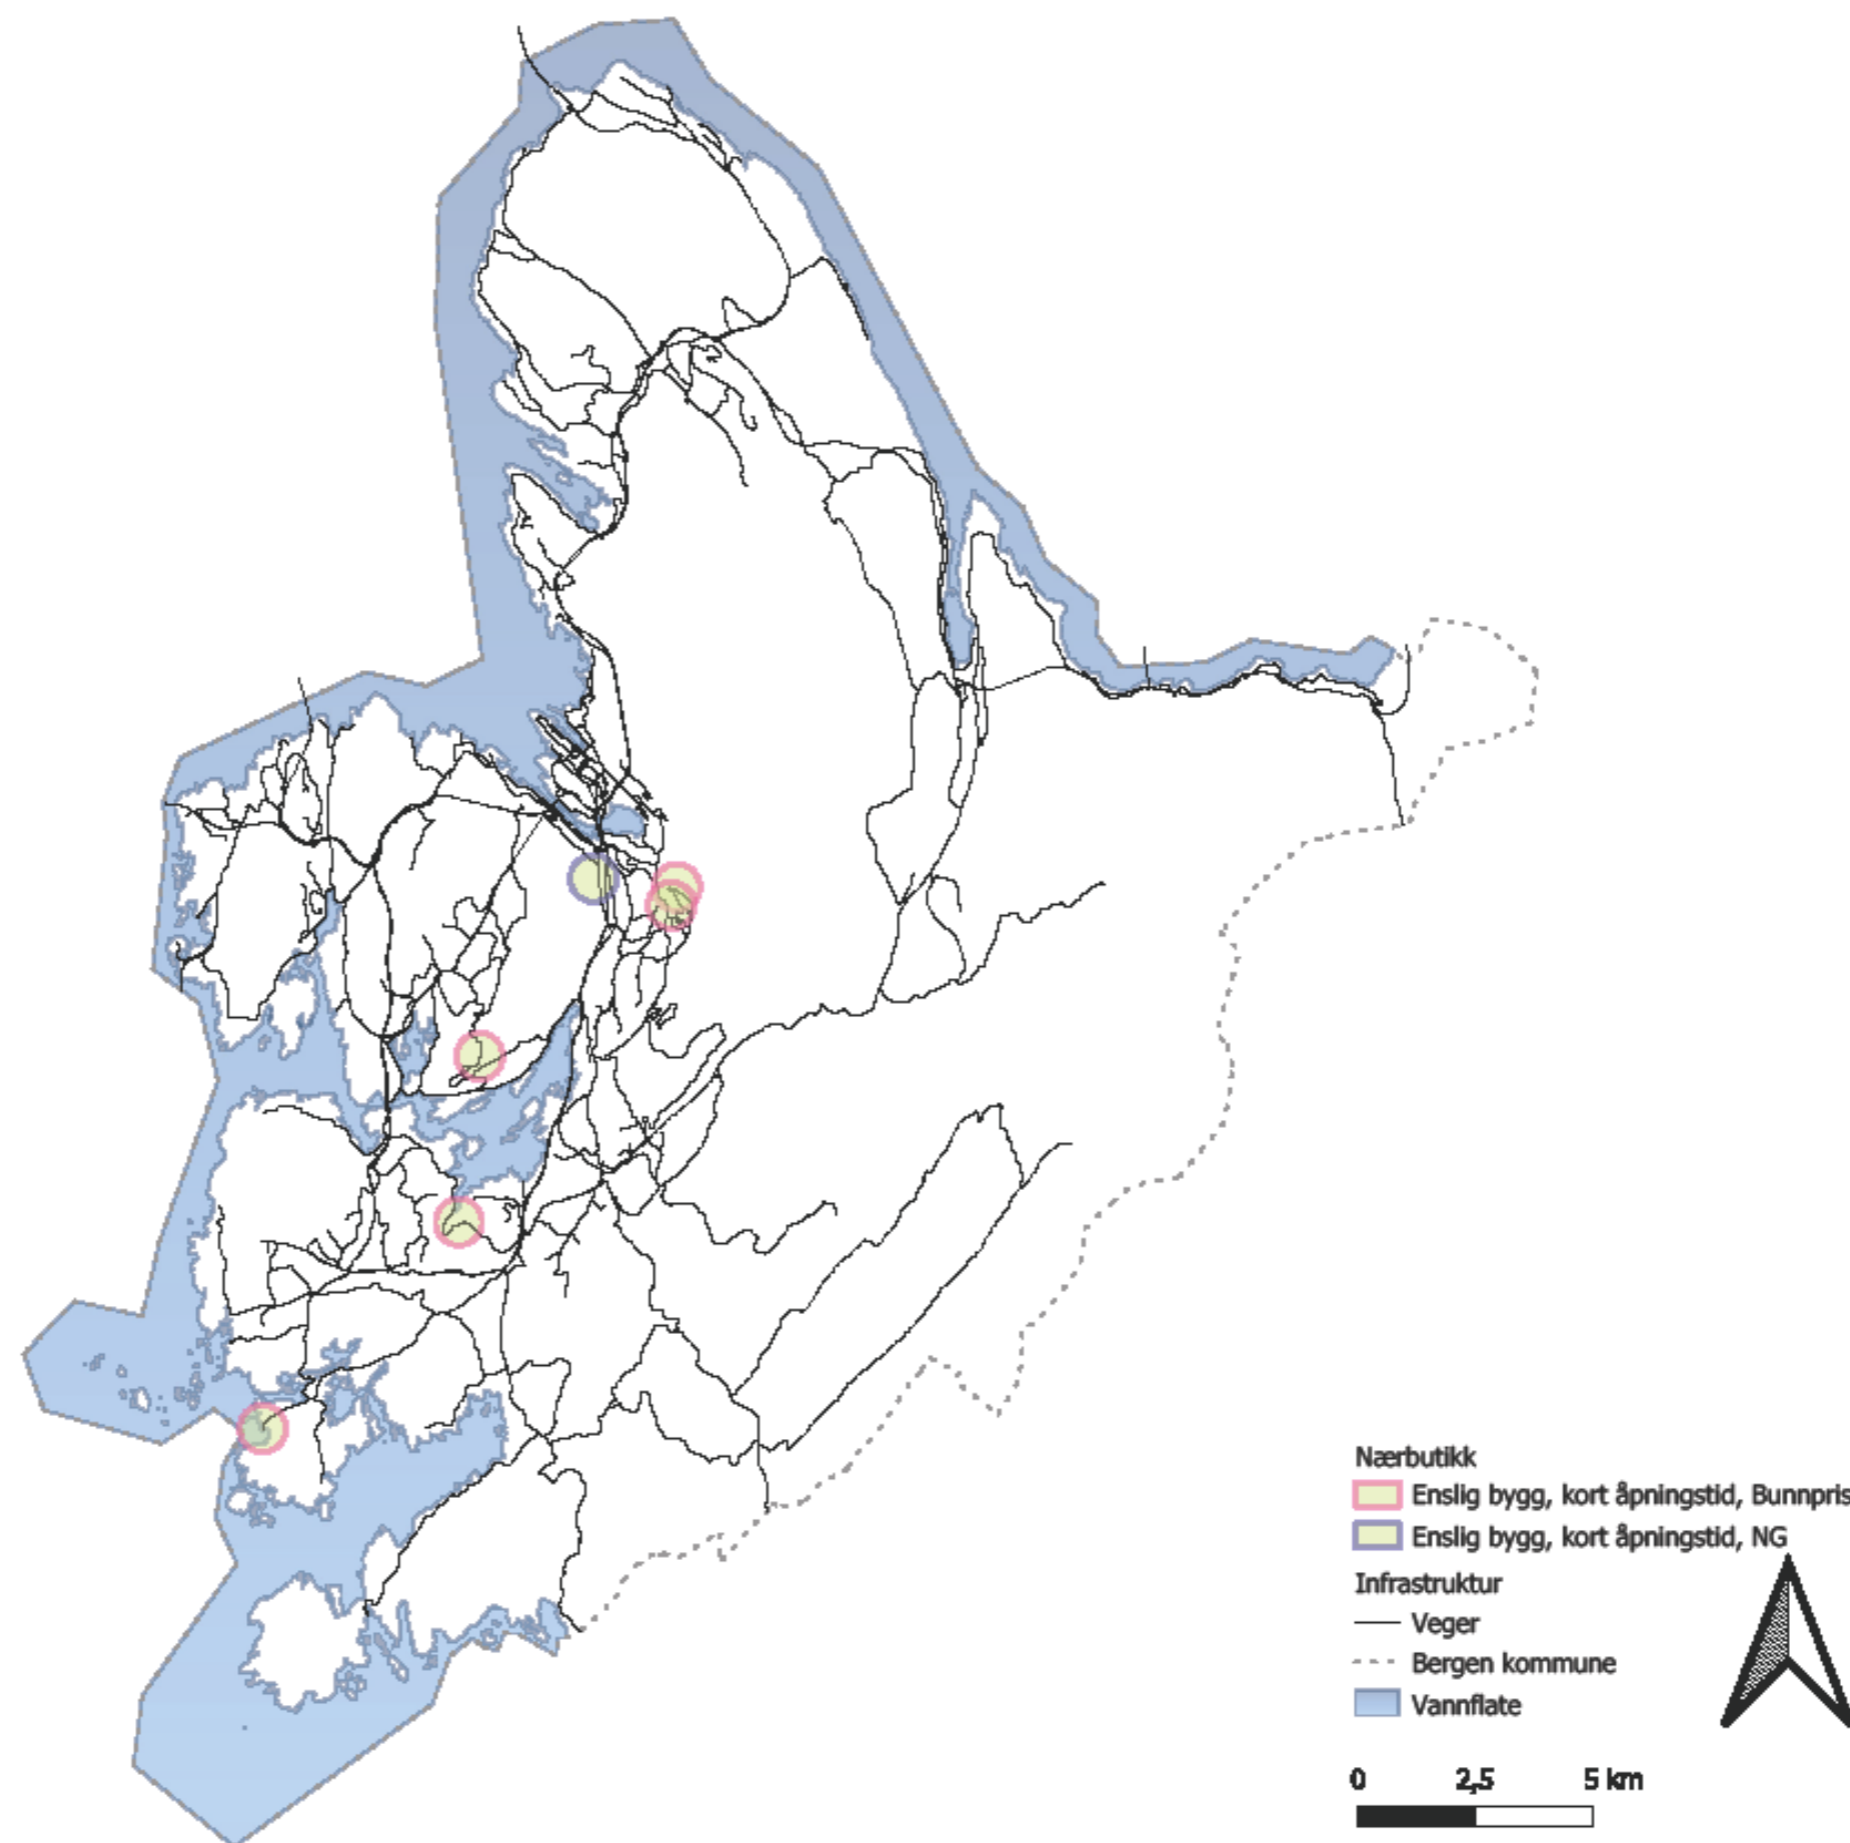 Nærbutikk
Enslig bygg, kort åpningstid, Bunnpris
Enslig bygg, kort åpningstid, NG
Infrastruktur
Veger
Bergen kommune
Vannflate
0 2,5 5 km